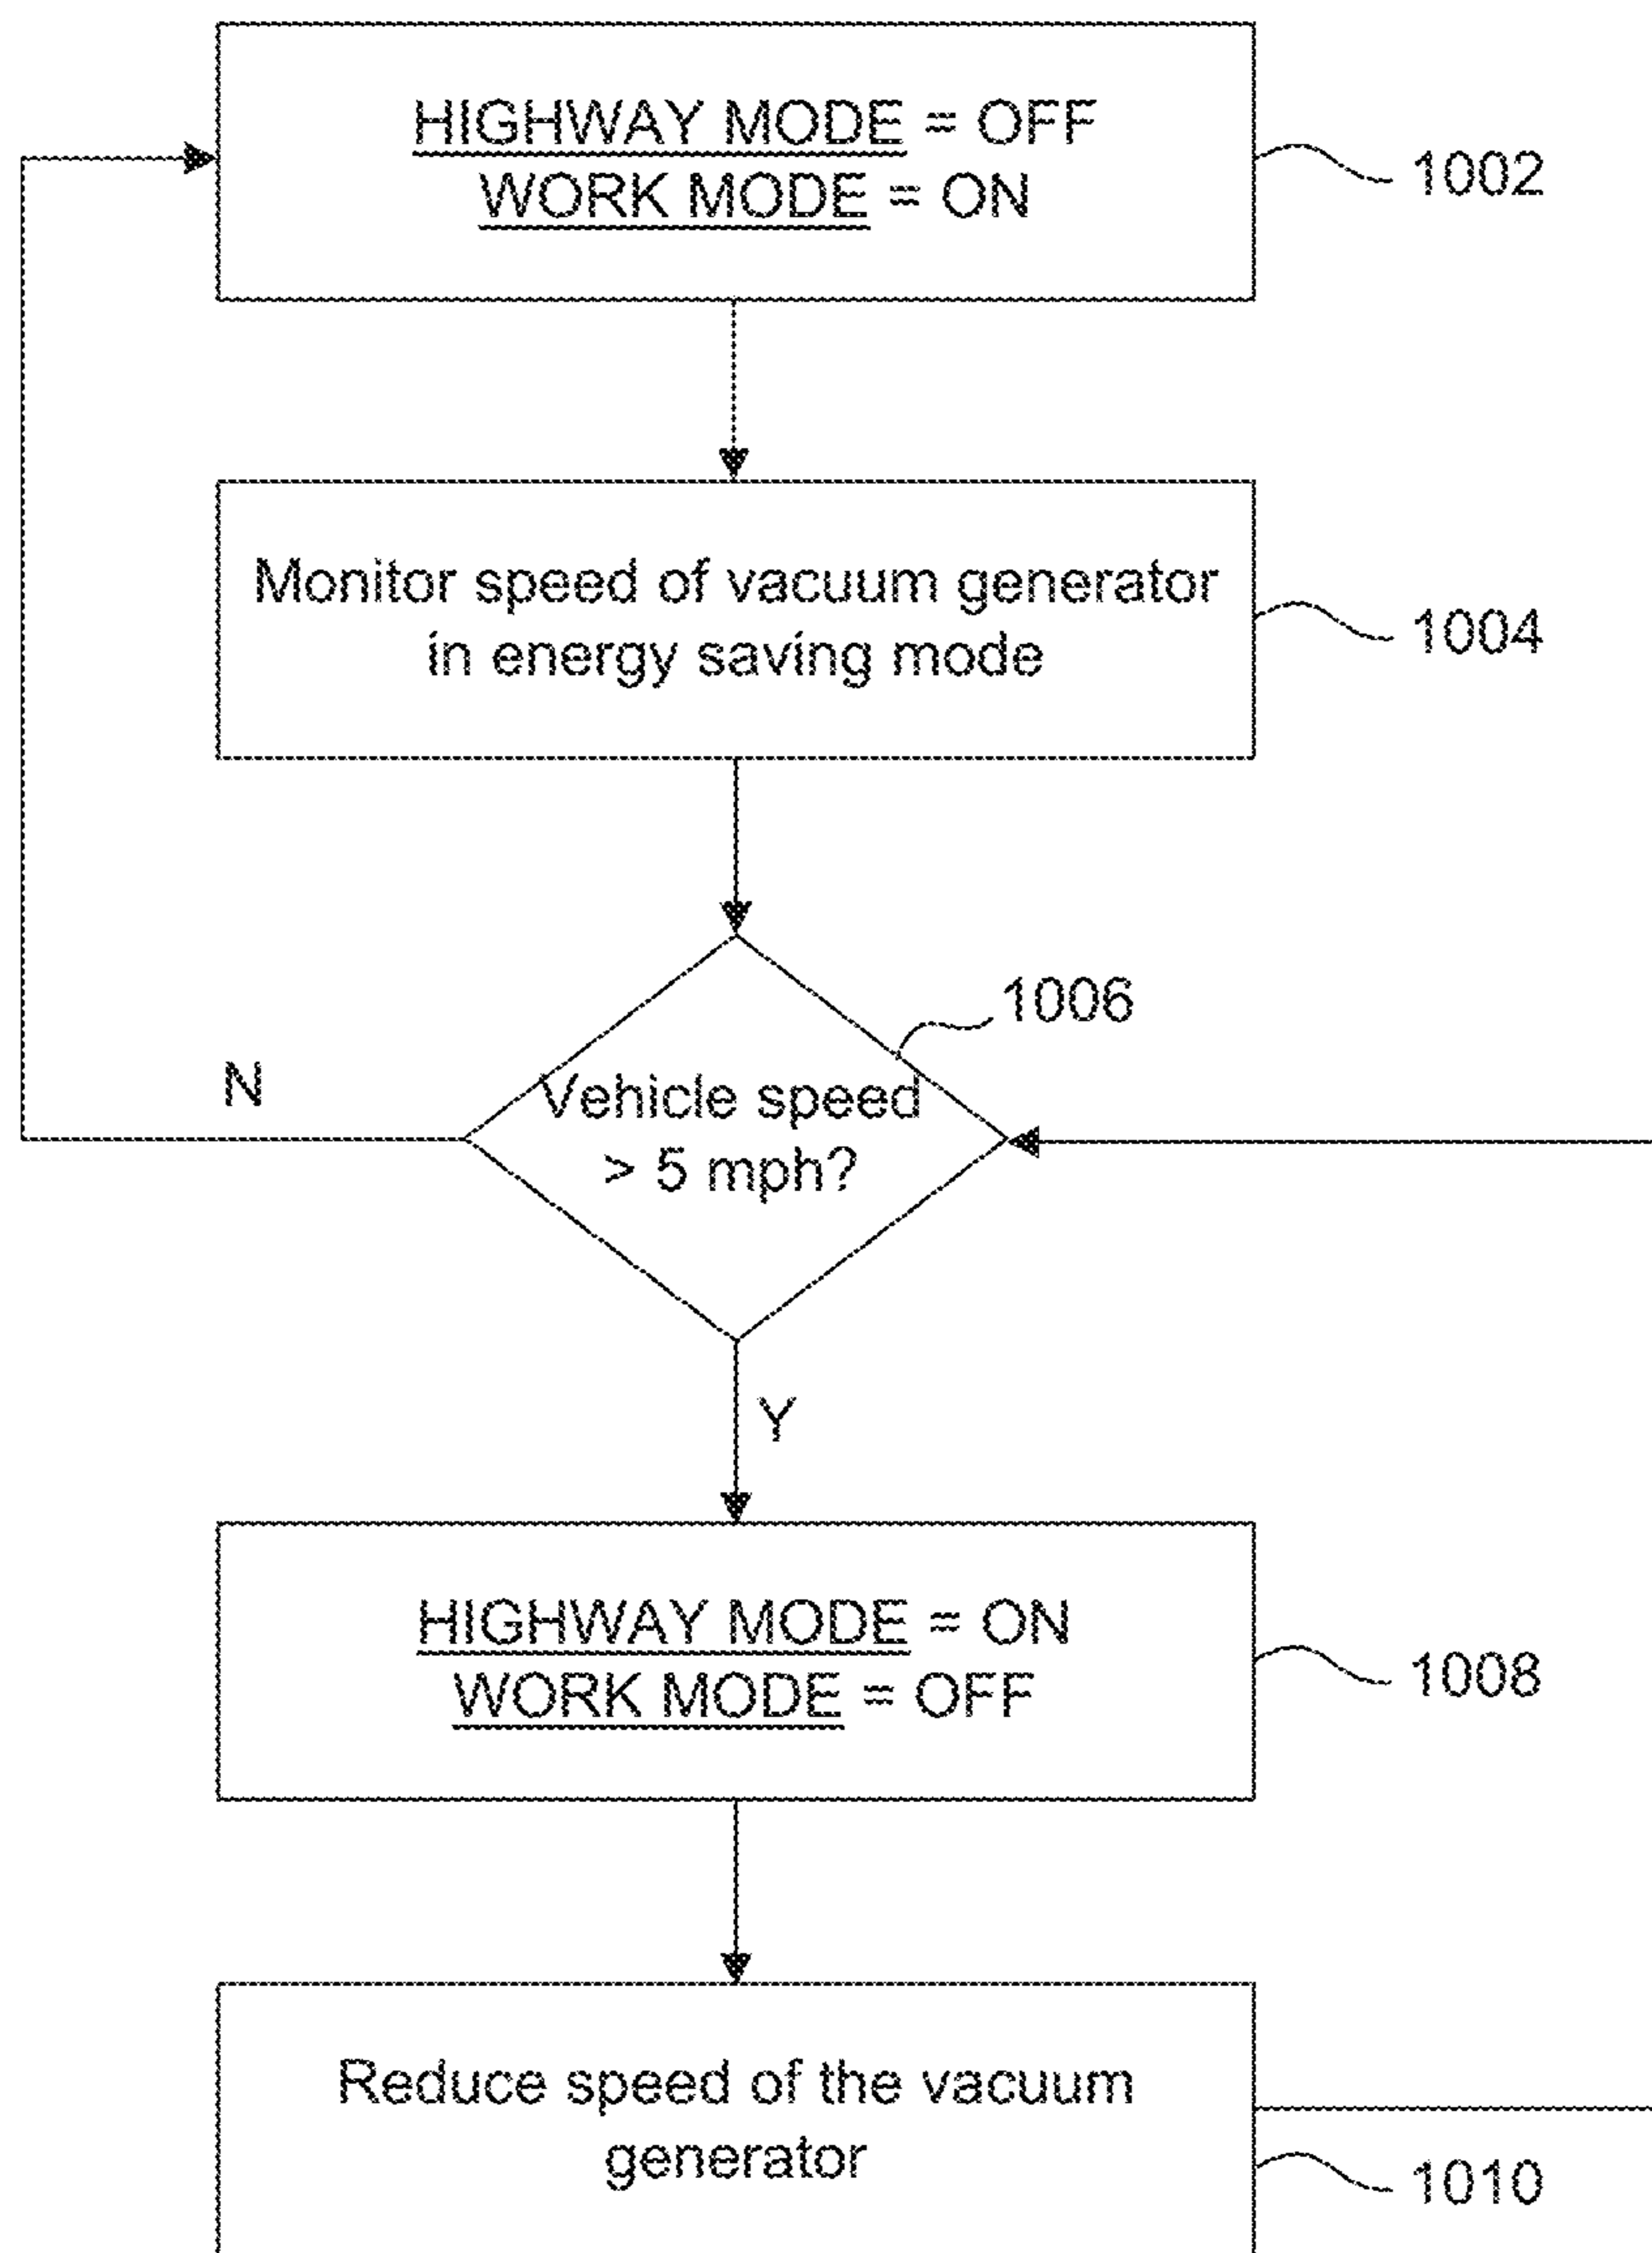 HIGHWAY MODE = OFF
WORK MODE = ON
1002
Monitor speed of vacuum generator
in energy saving mode
1004
1006
Vehicle speed
> 5 mph?
N
Y
HIGHWAY MODE = ON
WORK MODE = OFF
1008
Reduce speed of the vacuum
generator
1010